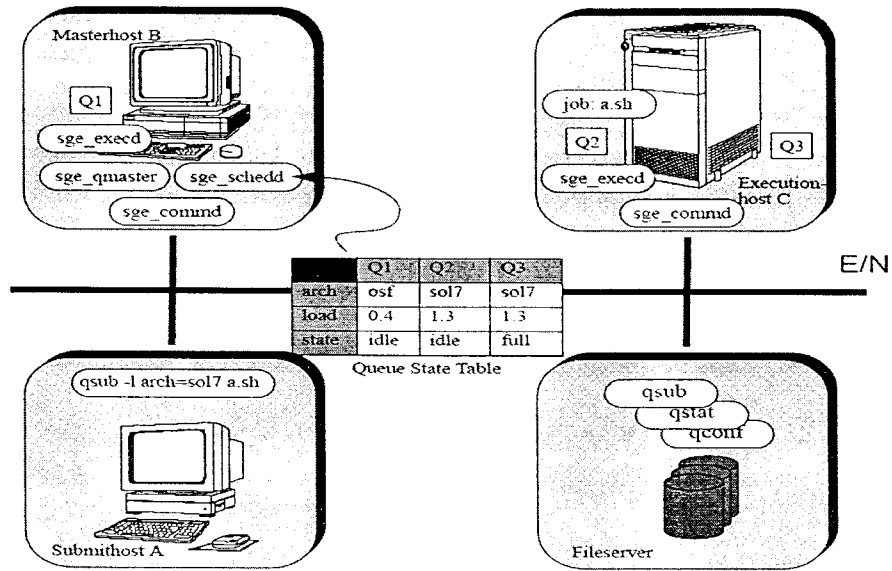 Masterhost B
Q1
sge_execd
sge_qmaster
sge_schedd
sge_commd
job: a.sh
Q2
Q3
sge_execd
Execution-
host C
sge_commd
E/N
Q1 Q2 Q3
arch osf sol7 sol7
load 0.4 1.3 1.3
state idle idle full
Queue State Table
qsub -l arch=sol7 a.sh
Submithost A
qsub
qstat
qconf
Fileserver